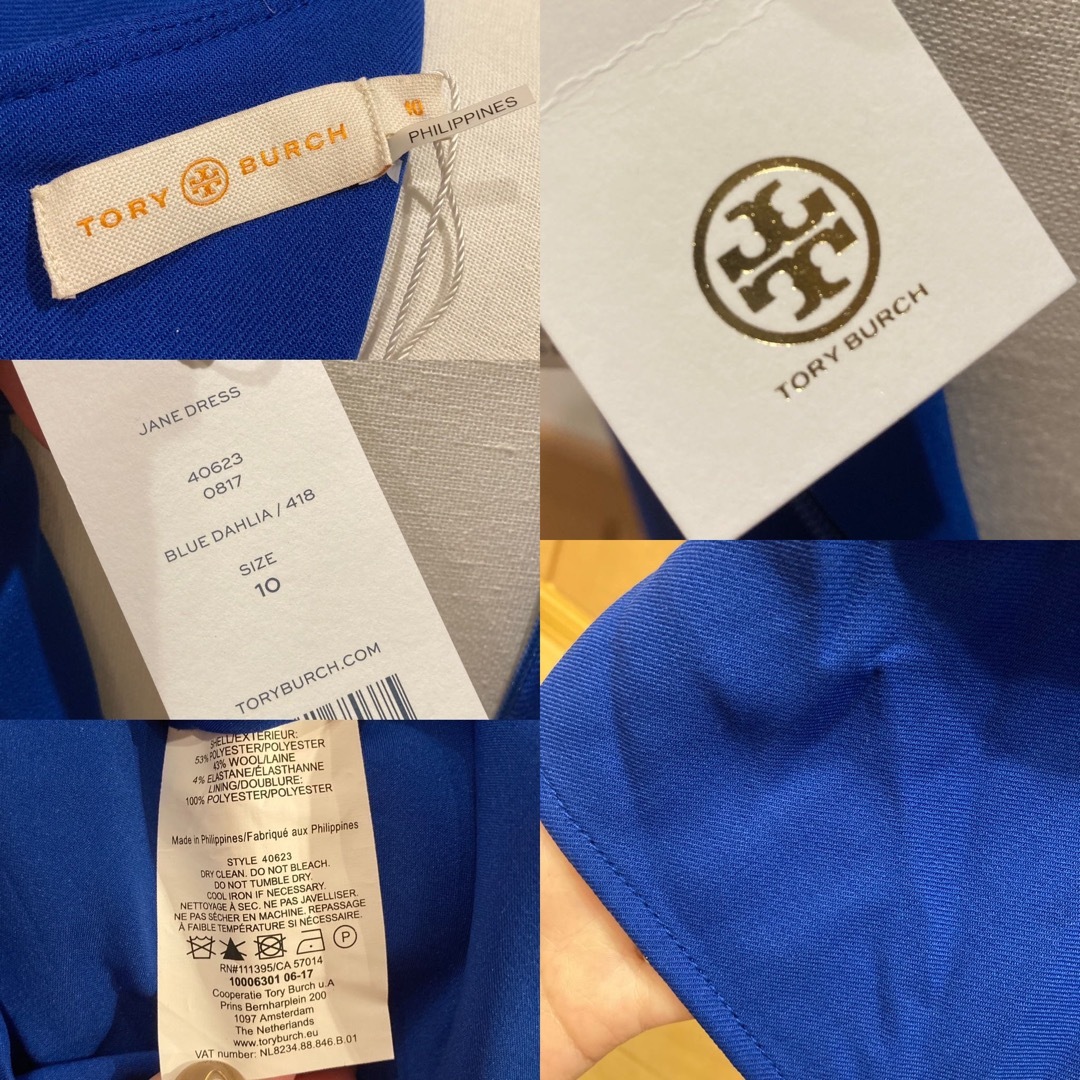 TORY BURCH
10
PHILIPPINES
TORY BURCH
JANE DRESS
40623
0817
BLUE DAHLIA / 418
SIZE
10
TORYBURCH.COM
SHELL/EXTÉRIEUR:
53% POLYESTER/POLYESTER
43% WOOL/LAINE
4% ELASTANE/ÉLASTHANNE
LINING/DOUBLURE:
100% POLYESTER/POLYESTER
Made in Philippines/Fabriqué aux Philippines
STYLE 40623
DRY CLEAN. DO NOT BLEACH.
DO NOT TUMBLE DRY.
COOL IRON IF NECESSARY.
NETTOYAGE À SEC. NE PAS JAVELLISER.
NE PAS SÉCHER EN MACHINE. REPASSAGE
À FAIBLE TEMPÉRATURE SI NÉCESSAIRE.
P
RN#111395/CA 57014
10006301 06-17
Cooperatie Tory Burch u.A
Prins Bernharplein 200
1097 Amsterdam
The Netherlands
www.toryburch.eu
VAT number: NL8234.88.846.B.01